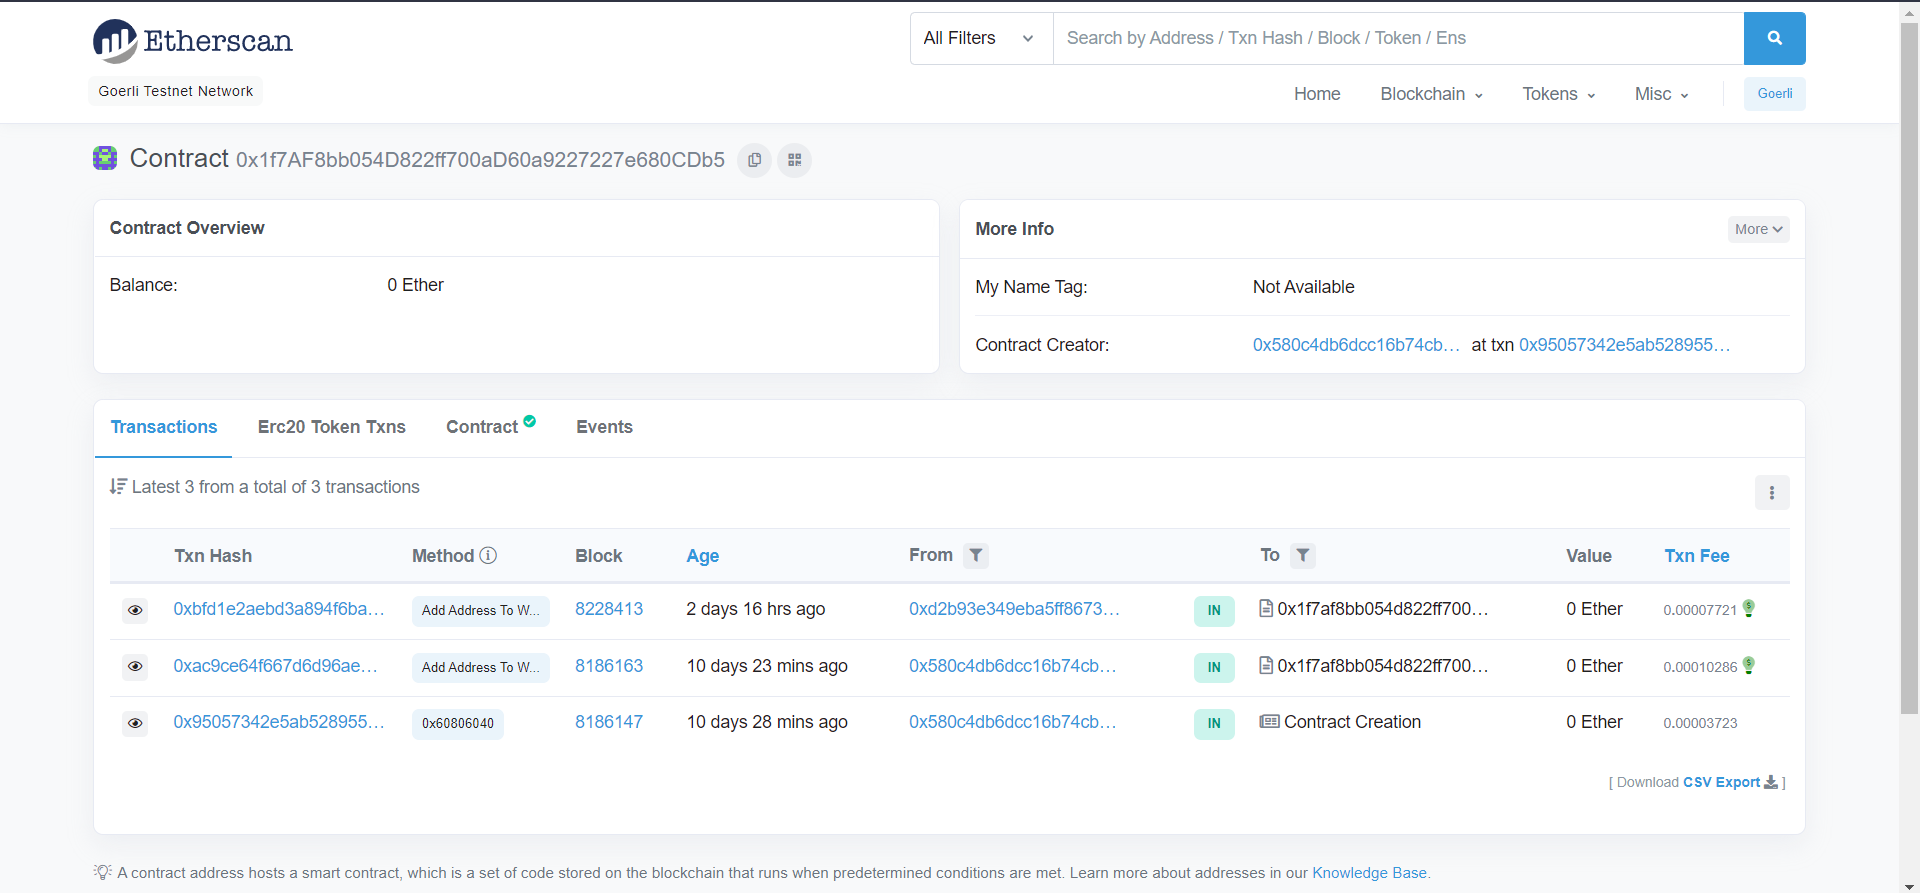 Etherscan
All Filters
Search by Address / Txn Hash / Block / Token / Ens
Goerli Testnet Network
Home Blockchain Tokens Misc Goerli
Contract 0x1f7AF8bb054D822ff700aD60a9227227e680CDb5
Contract Overview
Balance: 0 Ether
More Info More
My Name Tag: Not Available
Contract Creator: 0x580c4db6dcc16b74cb... at txn 0x95057342e5ab528955...
Transactions Erc20 Token Txns Contract Events
Latest 3 from a total of 3 transactions
Txn Hash Method Block Age From To Value Txn Fee
0xbfd1e2aebd3a894f6ba... Add Address To W... 8228413 2 days 16 hrs ago 0xd2b93e349eba5ff8673... IN 0x1f7af8bb054d822ff700... 0 Ether 0.00007721
0xac9ce64f667d6d96ae... Add Address To W... 8186163 10 days 23 mins ago 0x580c4db6dcc16b74cb... IN 0x1f7af8bb054d822ff700... 0 Ether 0.00010286
0x95057342e5ab528955... 0x60806040 8186147 10 days 28 mins ago 0x580c4db6dcc16b74cb... IN Contract Creation 0 Ether 0.00003723
[ Download CSV Export ]
A contract address hosts a smart contract, which is a set of code stored on the blockchain that runs when predetermined conditions are met. Learn more about addresses in our Knowledge Base.